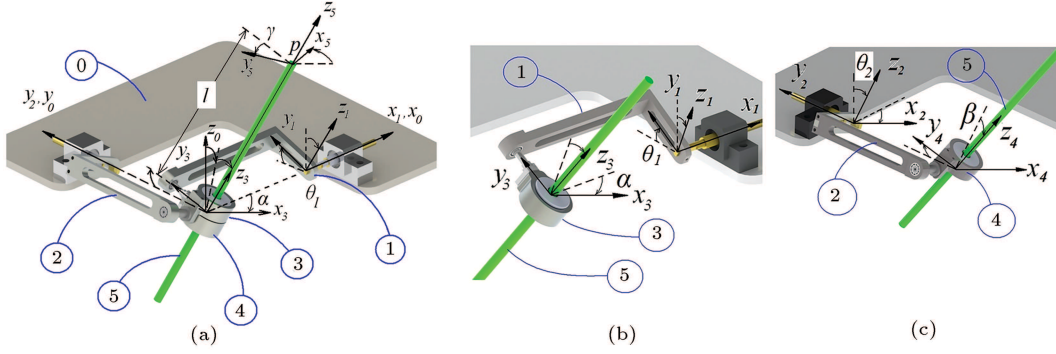 z₅
y
p
x₅
y₅
0
l
y₂, y₀
z₀
y₃
y₁
z₁
x₁, x₀
z₃
θ₁
α
x₃
2
3
1
5
4
(a)
1
y₁
z₁
x₁
θ₁
z₃
y₃
α
x₃
3
5
(b)
θ₂
z₂
5
y₂
x₂
β
z₄
y₄
x₄
2
4
(c)